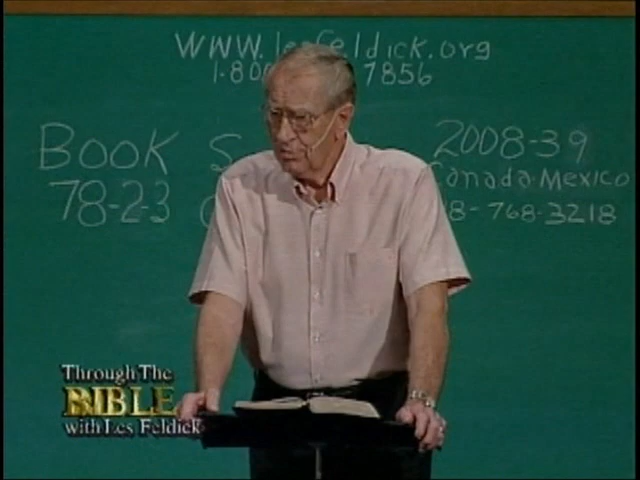 WWW.lesfeldick.org
1-800 7856
BOOK S 2008-39
78-2-3 Canada-Mexico
8-768-3218
Through The
BIBLE
with Les Feldick